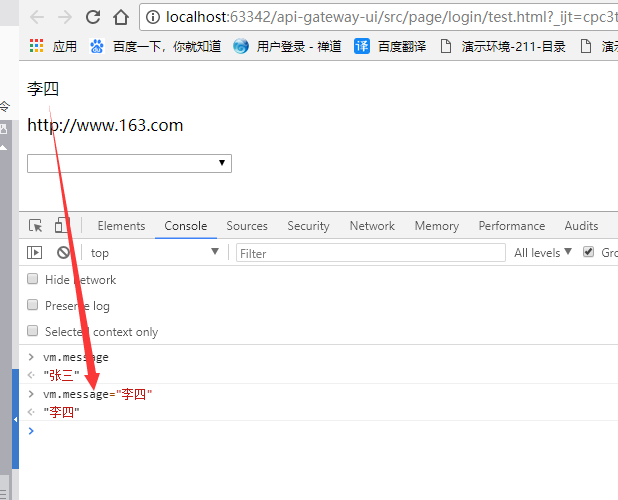 localhost:63342/api-gateway-ui/src/page/login/test.html?_ijt=cpc3t
应用 百度一下,你就知道 用户登录 - 禅道 译 百度翻译 演示环境-211-目录 演示
令
李四
http://www.163.com
Elements Console Sources Security Network Memory Performance Audits
top Filter All levels Gro
Hide network
Preserve log
Selected context only
vm.message
"张三"
vm.message="李四"
"李四"